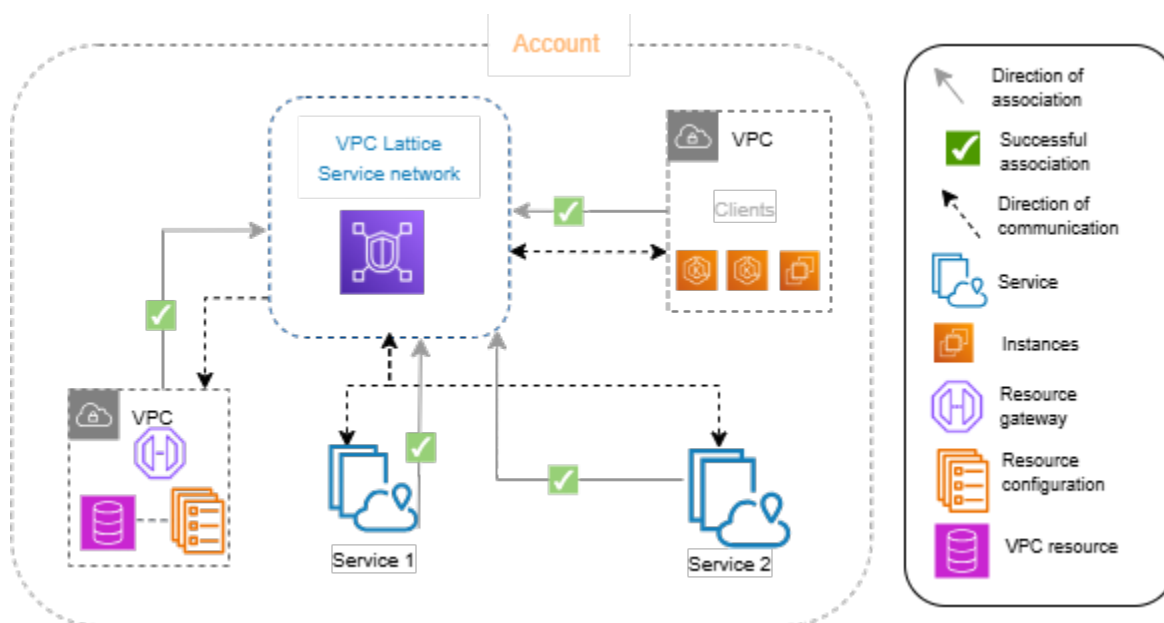 Account
VPC Lattice
Service network
VPC
Clients
VPC
Service 1
Service 2
Direction of
association
Successful
association
Direction of
communication
Service
Instances
Resource
gateway
Resource
configuration
VPC resource